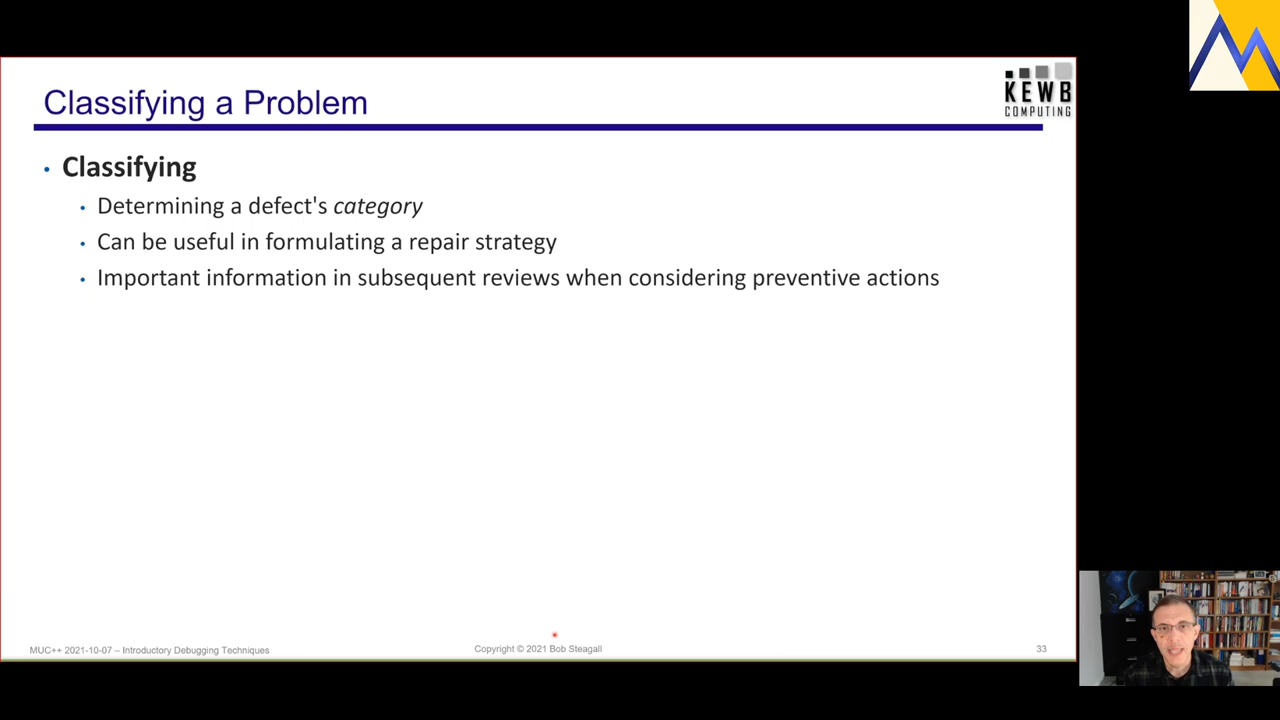 Classifying a Problem
KEWB
COMPUTING
• Classifying
• Determining a defect's category
• Can be useful in formulating a repair strategy
• Important information in subsequent reviews when considering preventive actions
MUC++ 2021-10-07 – Introductory Debugging Techniques
Copyright © 2021 Bob Steagall
33